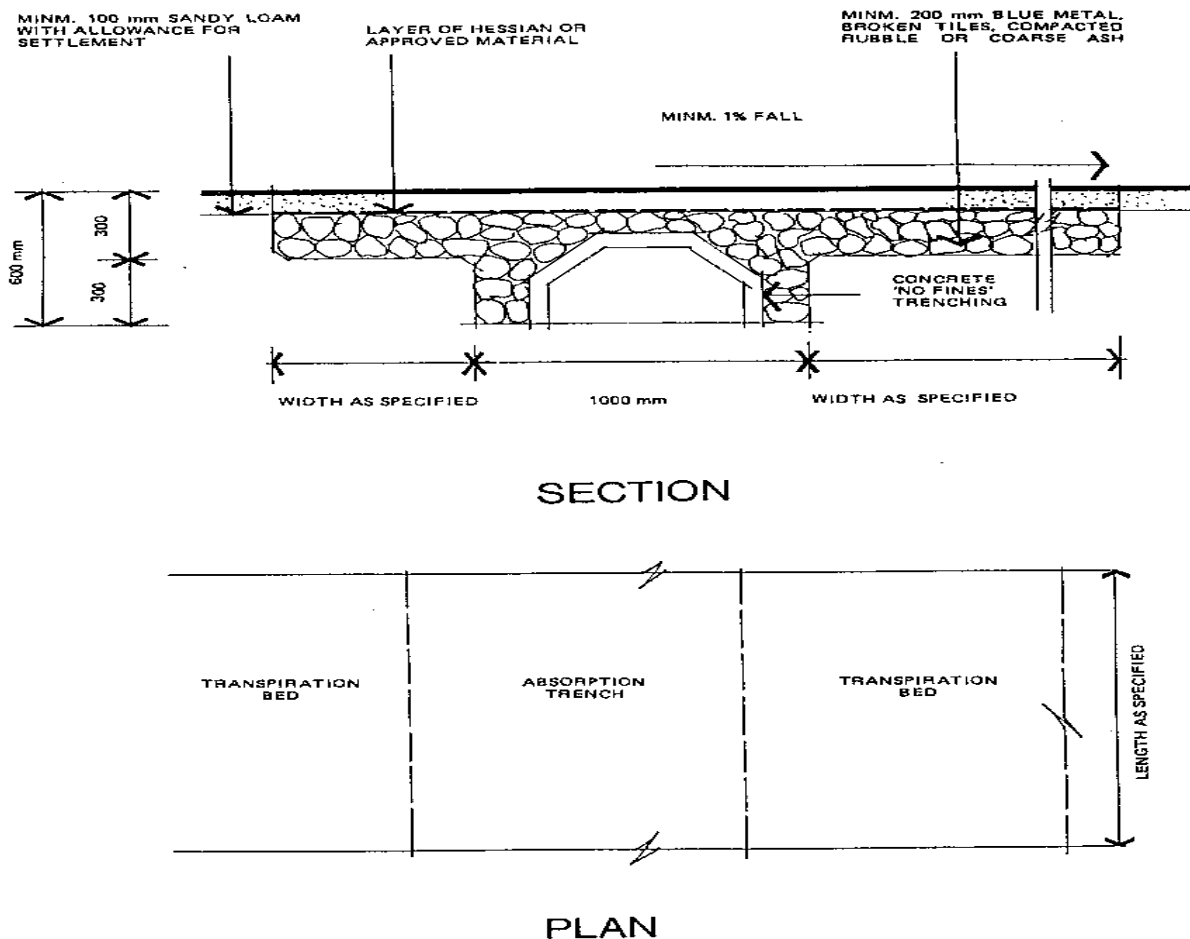 MINM. 100 mm SANDY LOAM
WITH ALLOWANCE FOR
SETTLEMENT
LAYER OF HESSIAN OR
APPROVED MATERIAL
MINM. 200 mm BLUE METAL,
BROKEN TILES, COMPACTED
RUBBLE OR COARSE ASH
MINM. 1% FALL
600 mm
300
300
CONCRETE
'NO FINES'
TRENCHING
WIDTH AS SPECIFIED
1000 mm
WIDTH AS SPECIFIED
SECTION
TRANSPIRATION
BED
ABSORPTION
TRENCH
TRANSPIRATION
BED
LENGTH AS SPECIFIED
PLAN